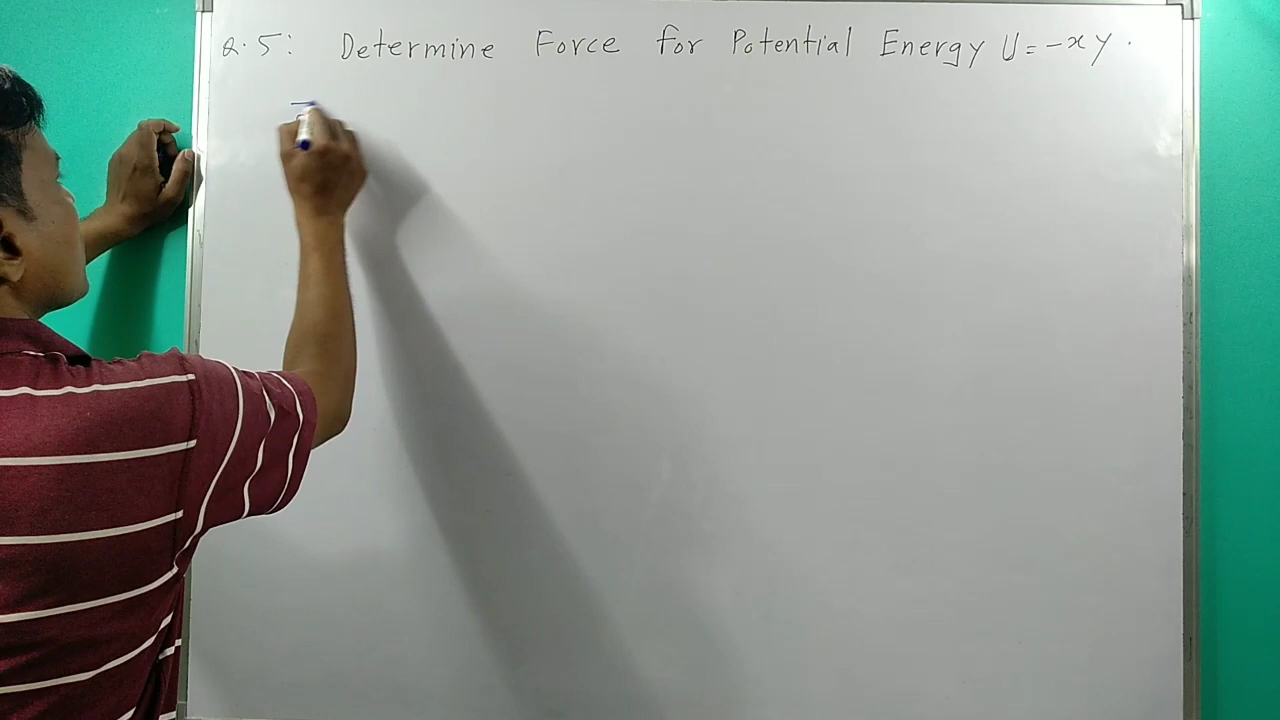 Q.5: Determine Force for Potential Energy U = -xy.